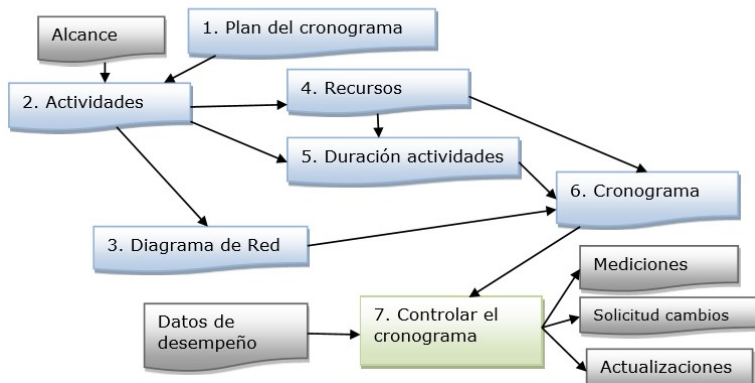 Alcance
1. Plan del cronograma
2. Actividades
4. Recursos
5. Duración actividades
6. Cronograma
3. Diagrama de Red
Mediciones
Datos de
desempeño
7. Controlar el
cronograma
Solicitud cambios
Actualizaciones